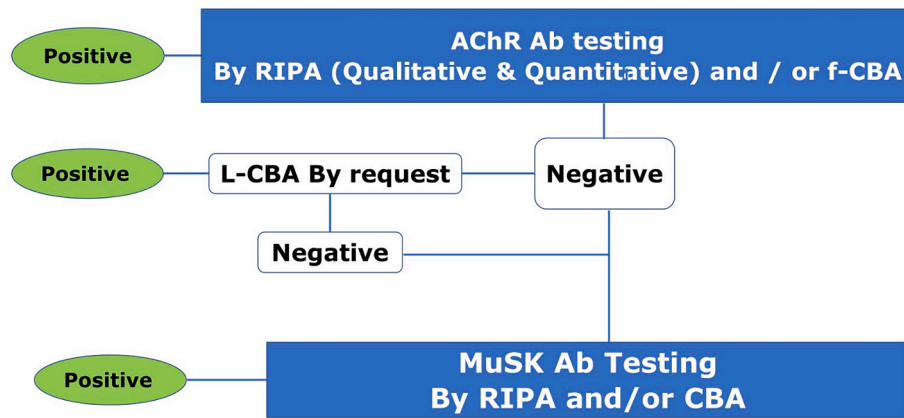 Positive
AChR Ab testing
By RIPA (Qualitative & Quantitative) and / or f-CBA
Positive
L-CBA By request
Negative
Negative
Positive
MuSK Ab Testing
By RIPA and/or CBA